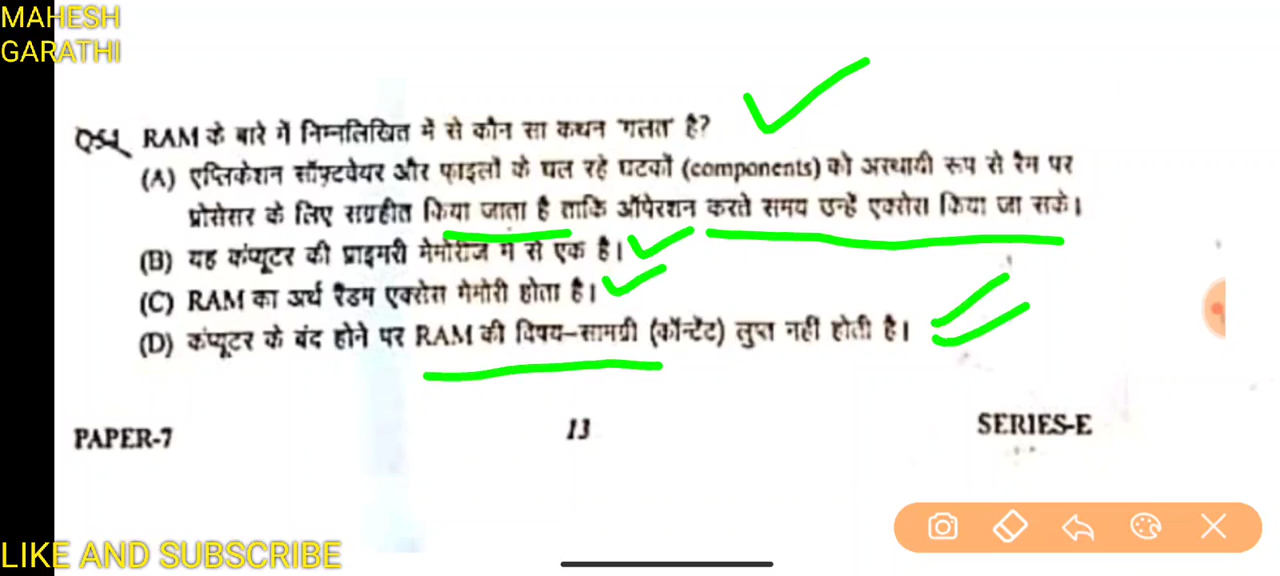 MAHESH
GARATHI
Q51. RAM के बारे में निम्नलिखित में से कौन सा कथन 'गलत' है?
(A) एप्लिकेशन सॉफ़्टवेयर और फ़ाइलों के चल रहे घटकों (components) को अस्थायी रूप से रैम पर
प्रोसेसर के लिए संग्रहीत किया जाता है ताकि ऑपरेशन करते समय उन्हें एक्सेस किया जा सके।
(B) यह कंप्यूटर की प्राइमरी मेमोरीज में से एक है।
(C) RAM का अर्थ रैंडम एक्सेस मेमोरी होता है।
(D) कंप्यूटर के बंद होने पर RAM की विषय-सामग्री (कॉन्टेंट) लुप्त नहीं होती है।
PAPER-7 13 SERIES-E
LIKE AND SUBSCRIBE